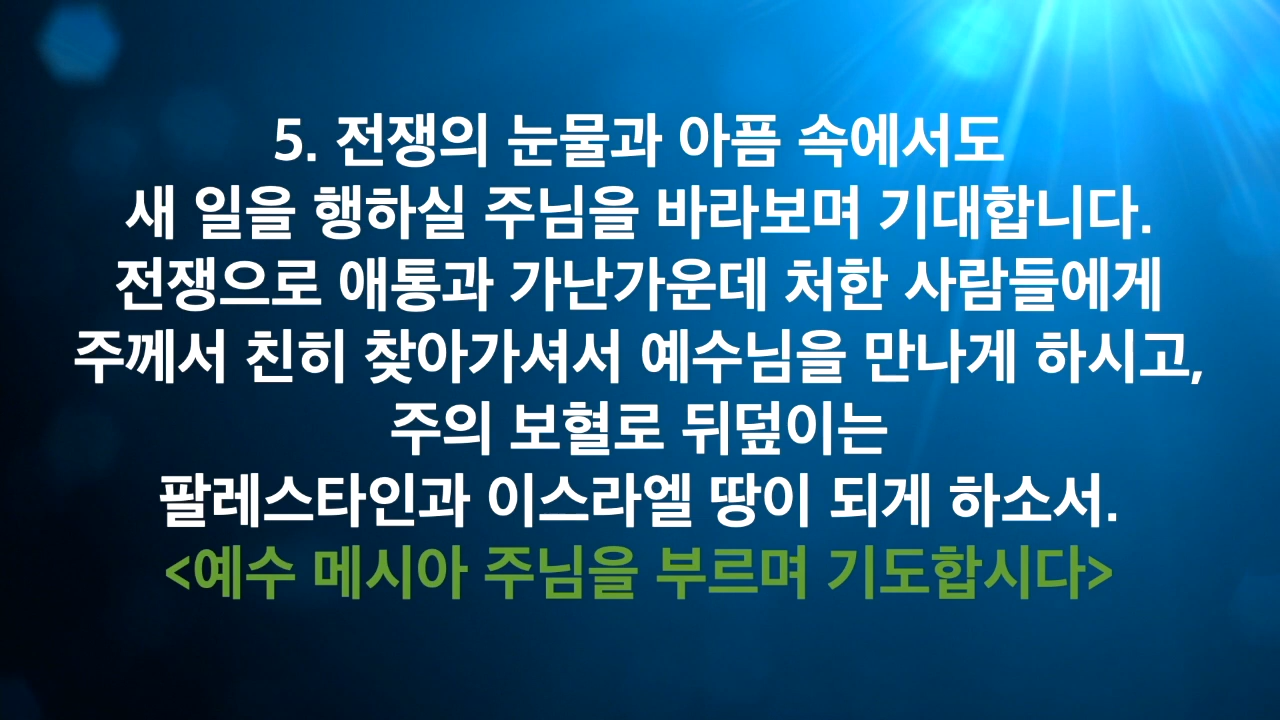 5. 전쟁의 눈물과 아픔 속에서도
새 일을 행하실 주님을 바라보며 기대합니다.
전쟁으로 애통과 가난가운데 처한 사람들에게
주께서 친히 찾아가셔서 예수님을 만나게 하시고,
주의 보혈로 뒤덮이는
팔레스타인과 이스라엘 땅이 되게 하소서.
<예수 메시아 주님을 부르며 기도합시다>